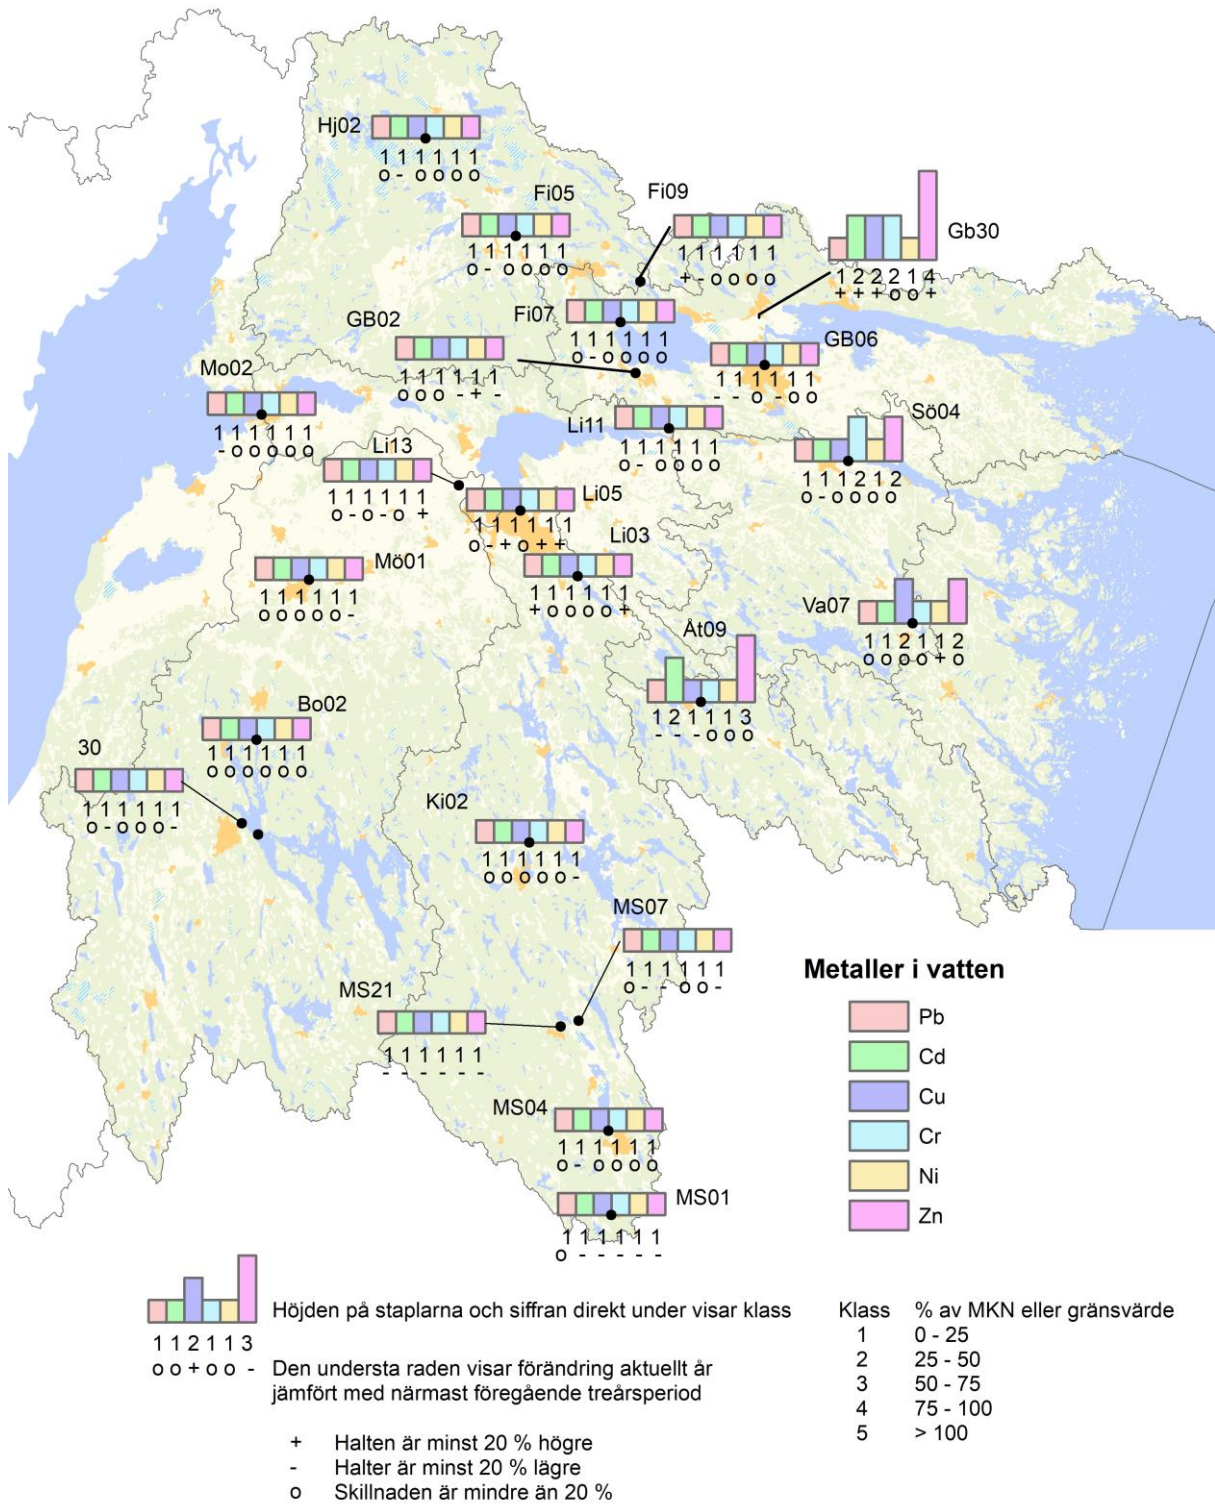 Hj02
1 1 1 1 1 1
o - o o o o
Fi05
1 1 1 1 1 1
o - o o o o
Fi09
1 1 1 1 1 1
+ - o o o o
Gb30
1 2 2 2 1 4
+ + + o o +
Fi07
1 1 1 1 1 1
o - o o o o
GB02
1 1 1 1 1 1
o o o - + -
GB06
1 1 1 1 1 1
- - o - o o
Mo02
1 1 1 1 1 1
- o o o o o
Li11
1 1 1 1 1 1
o - o o o o
Sö04
1 1 1 2 1 2
o - o o o o
Li13
1 1 1 1 1 1
o - o - o +
Li05
1 1 1 1 1 1
o - + o + +
Li03
1 1 1 1 1 1
+ o o o o +
Mö01
1 1 1 1 1 1
o o o o o -
Va07
1 1 2 1 1 2
o o o o + o
Åt09
1 2 1 1 1 3
- - - o o o
Bo02
1 1 1 1 1 1
o o o o o o
30
1 1 1 1 1 1
o - o o o -
Ki02
1 1 1 1 1 1
o o o o o -
MS07
1 1 1 1 1 1
o - - o o -
MS21
1 1 1 1 1 1
- - - - - -
MS04
1 1 1 1 1 1
o - o o o o
MS01
1 1 1 1 1 1
o - - - - -
Metaller i vatten
Pb
Cd
Cu
Cr
Ni
Zn
1 1 2 1 1 3
o o + o o -
Höjden på staplarna och siffran direkt under visar klass
Den understa raden visar förändring aktuellt år
jämfört med närmast föregående treårsperiod
+ Halten är minst 20 % högre
- Halter är minst 20 % lägre
o Skillnaden är mindre än 20 %
Klass % av MKN eller gränsvärde
1 0 - 25
2 25 - 50
3 50 - 75
4 75 - 100
5 > 100